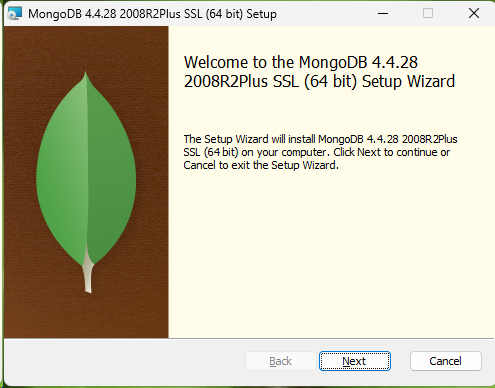 MongoDB 4.4.28 2008R2Plus SSL (64 bit) Setup
Welcome to the MongoDB 4.4.28
2008R2Plus SSL (64 bit) Setup Wizard
The Setup Wizard will install MongoDB 4.4.28 2008R2Plus
SSL (64 bit) on your computer. Click Next to continue or
Cancel to exit the Setup Wizard.
Back
Next
Cancel